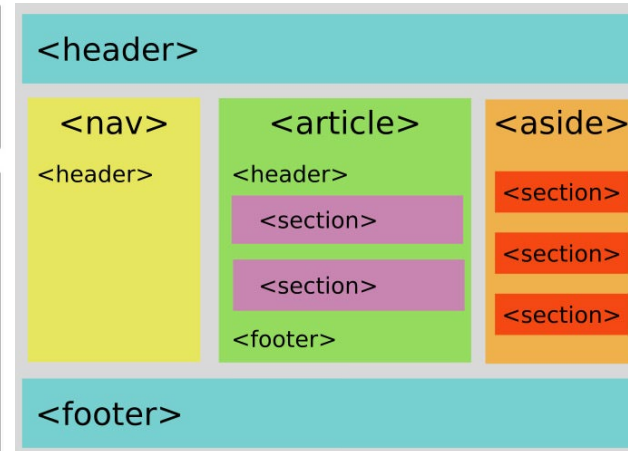 <header>
<nav>
<header>
<article>
<header>
<section>
<section>
<footer>
<aside>
<section>
<section>
<section>
<footer>